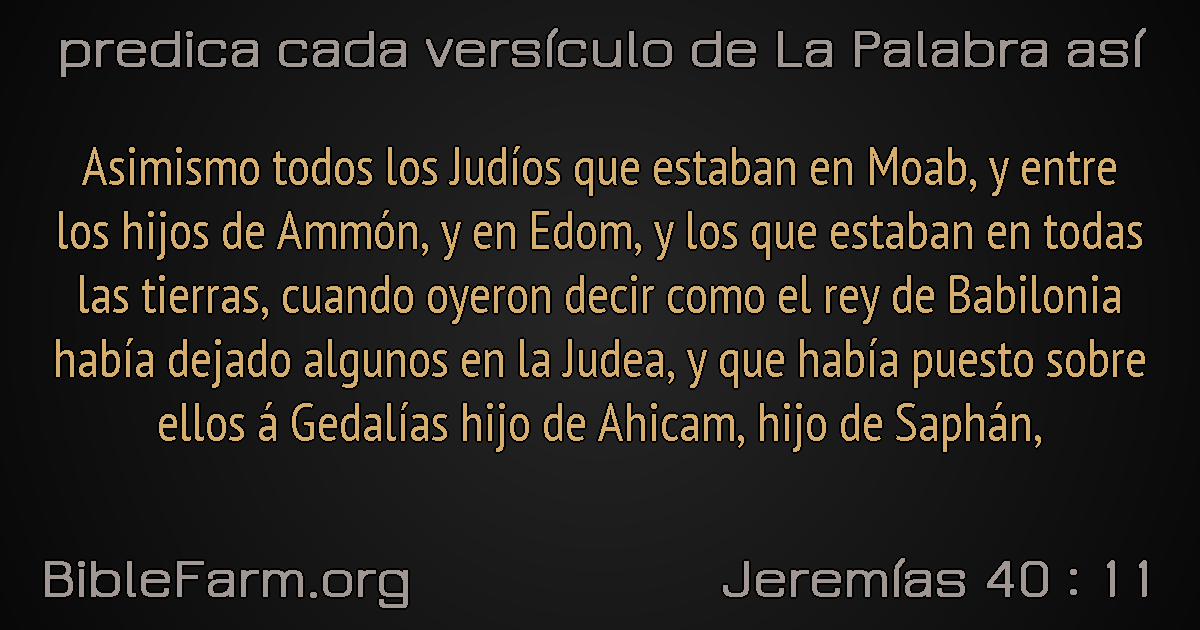 predica cada versículo de La Palabra así
Asimismo todos los Judíos que estaban en Moab, y entre
los hijos de Ammón, y en Edom, y los que estaban en todas
las tierras, cuando oyeron decir como el rey de Babilonia
había dejado algunos en la Judea, y que había puesto sobre
ellos á Gedalías hijo de Ahicam, hijo de Saphán,
BibleFarm.org
Jeremías 40 : 11